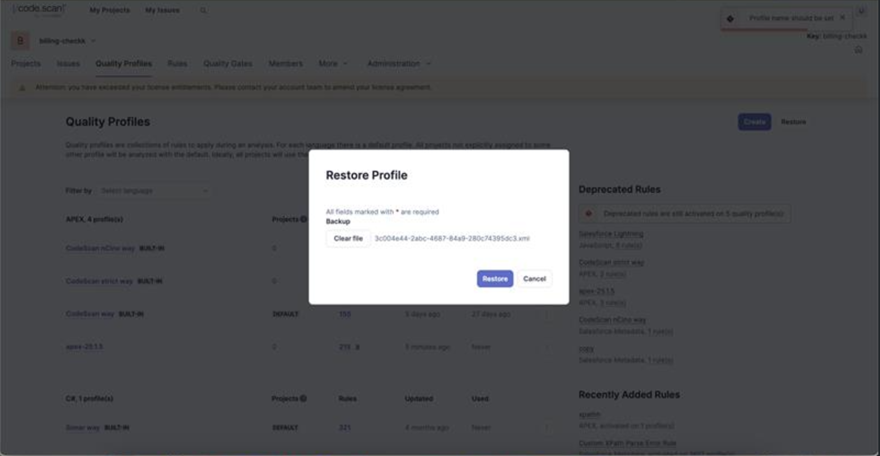 code.scan
My Projects My Issues
Profile name should be set
B billing-checkk
Key: billing-checkk
Projects Issues Quality Profiles Rules Quality Gates Members More Administration
Attention: you have exceeded your license entitlements. Please contact your account team to amend your license agreement.
Quality Profiles
Create Restore
Quality profiles are collections of rules to apply during an analysis. For each language there is a default profile. All projects not explicitly assigned to some
other profile will be analyzed with the default. Ideally, all projects will use the
Restore Profile
All fields marked with * are required
Backup
Clear file 3c004e44-2abc-4687-84a9-280c74395dc3.xml
Restore Cancel
Filter by Select language
APEX, 4 profile(s) Projects
CodeScan nCino way BUILT-IN 0
CodeScan strict way BUILT-IN 0
CodeScan way BUILT-IN DEFAULT 150 5 days ago 27 days ago
apex-25.1.5 0 219 8 5 minutes ago Never
C#, 1 profile(s) Projects Rules Updated Used
Sonar way BUILT-IN DEFAULT 321 4 months ago Never
Deprecated Rules
Deprecated rules are still activated on 5 quality profile(s):
Salesforce Lightning
JavaScript, 9 rule(s)
CodeScan strict way
APEX, 2 rule(s)
apex-25.1.5
APEX, 3 rule(s)
CodeScan nCino way
Salesforce Metadata, 1 rule(s)
Salesforce Metadata, 1 rule(s)
Recently Added Rules
xpathn
APEX, activated on 1 profile(s)
Custom XPath Parse Error Rule